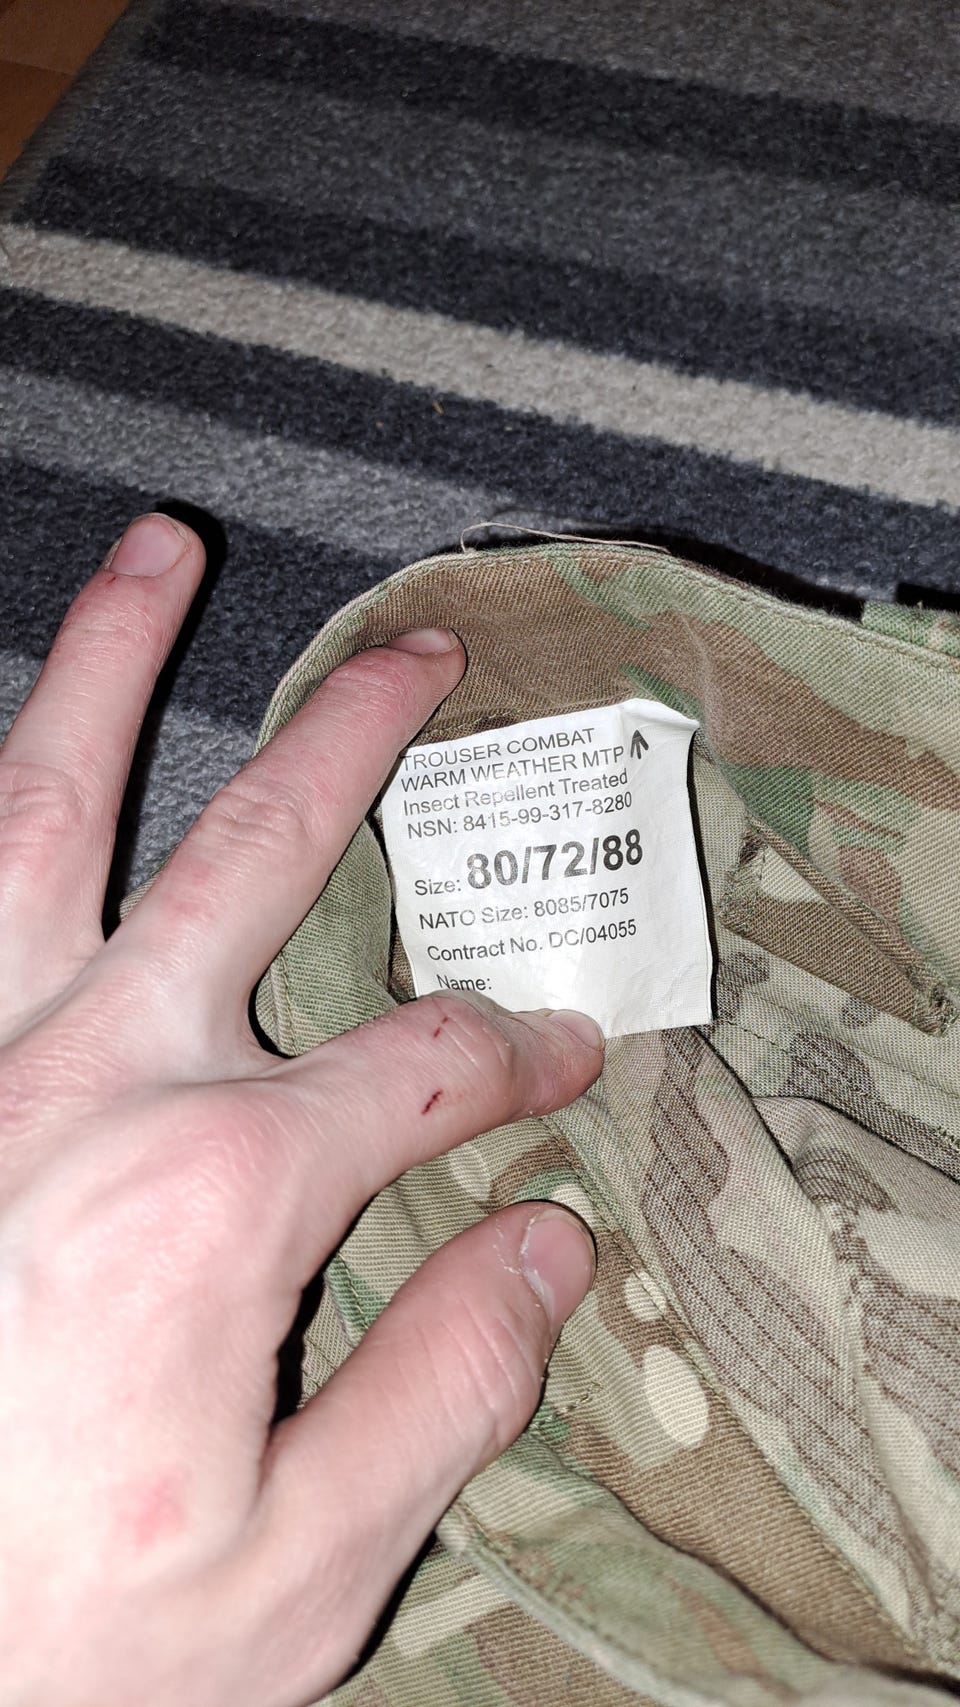 TROUSER COMBAT
WARM WEATHER MTP
Insect Repellent Treated
NSN: 8415-99-317-8280
Size: 80/72/88
NATO Size: 8085/7075
Contract No. DC/04055
Name: